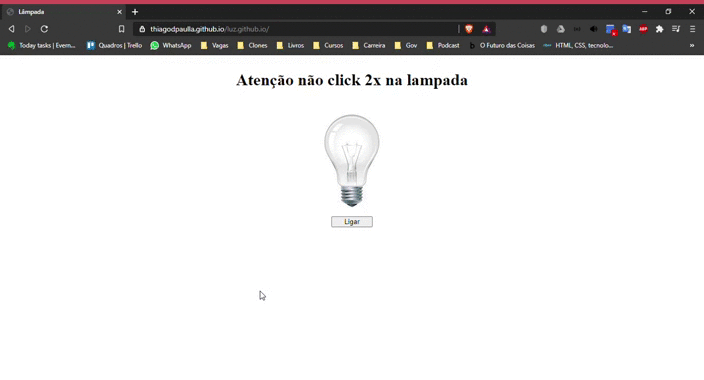 Lâmpada
thiagodpaulla.github.io/luz.github.io/
Today tasks | Evern...
Quadros | Trello
WhatsApp
Vagas
Clones
Livros
Cursos
Carreira
Gov
Podcast
O Futuro das Coisas
HTML, CSS, tecnolo...
Atenção não click 2x na lampada
Ligar